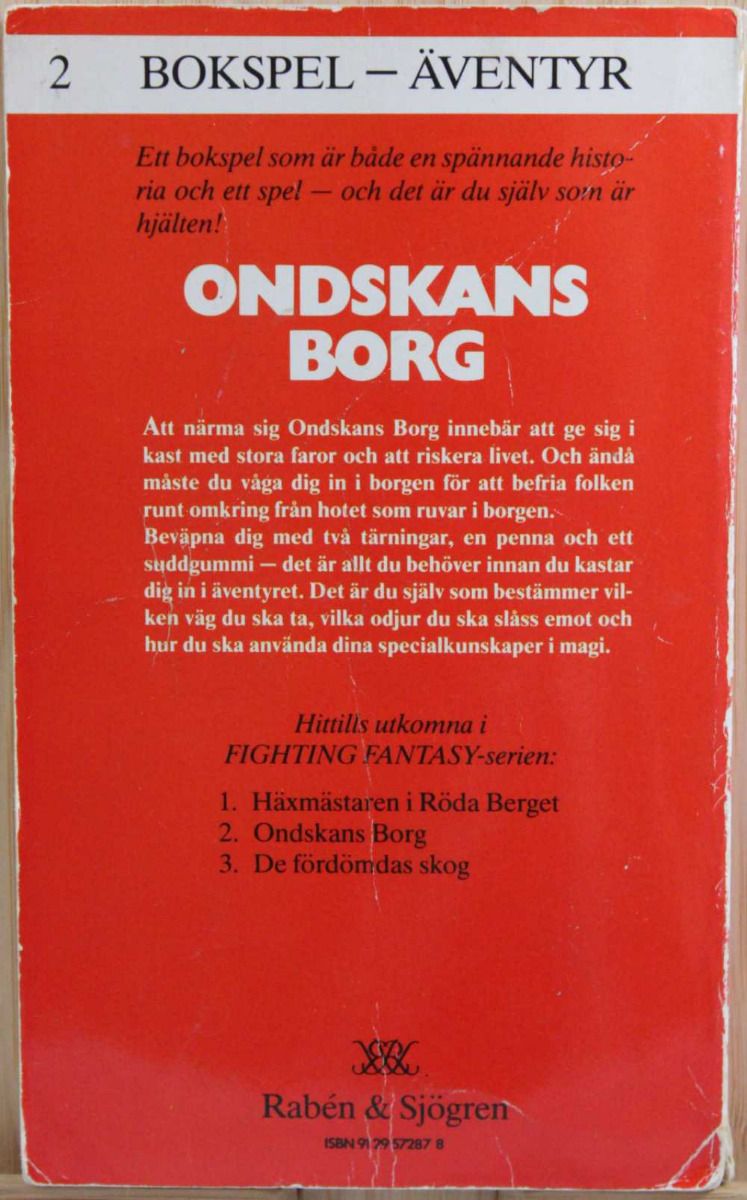 2 BOKSPEL – ÄVENTYR
Ett bokspel som är både en spännande histo-
ria och ett spel — och det är du själv som är
hjälten!
ONDSKANS
BORG
Att närma sig Ondskans Borg innebär att ge sig i
kast med stora faror och att riskera livet. Och ändå
måste du våga dig in i borgen för att befria folken
runt omkring från hotet som ruvar i borgen.
Beväpna dig med två tärningar, en penna och ett
suddgummi — det är allt du behöver innan du kastar
dig in i äventyret. Det är du själv som bestämmer vil-
ken väg du ska ta, vilka odjur du ska slåss emot och
hur du ska använda dina specialkunskaper i magi.
Hittills utkomna i
FIGHTING FANTASY-serien:
1. Häxmästaren i Röda Berget
2. Ondskans Borg
3. De fördömdas skog
Rabén & Sjögren
ISBN 91 29 57287 8